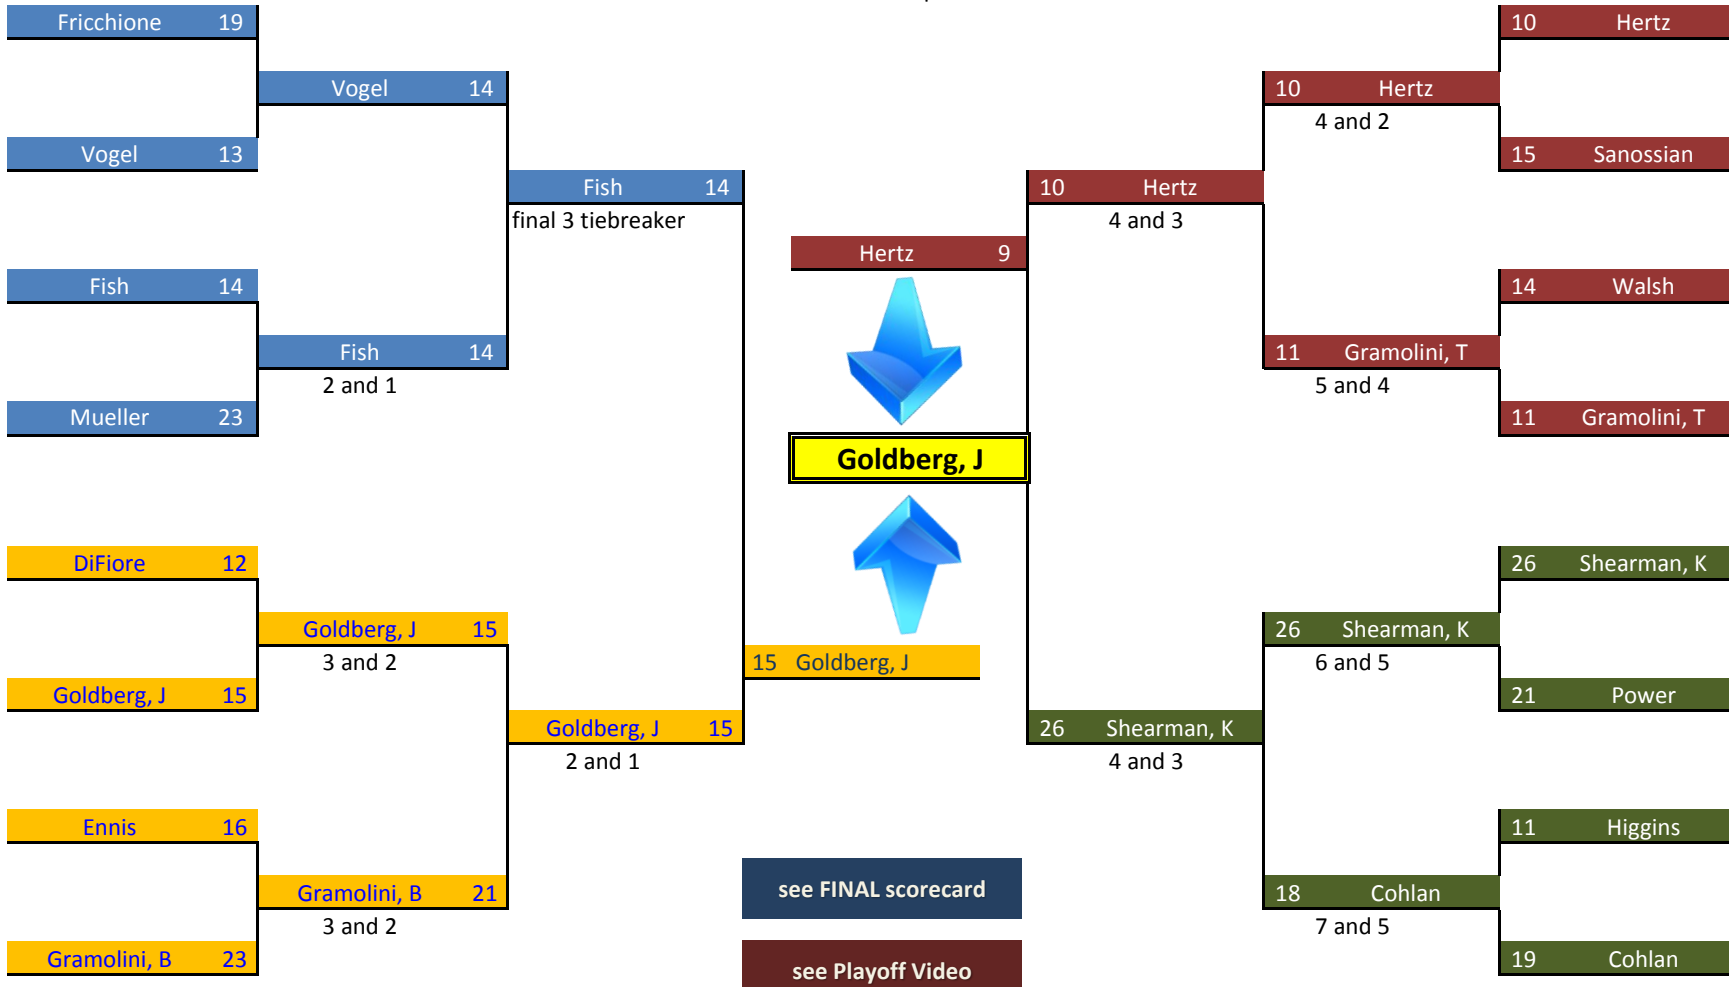 Fricchione 19
10 Hertz
Vogel 14
10 Hertz
4 and 2
Vogel 13
15 Sanossian
Fish 14
10 Hertz
final 3 tiebreaker
4 and 3
Hertz 9
Fish 14
14 Walsh
Fish 14
11 Gramolini, T
2 and 1
5 and 4
Mueller 23
11 Gramolini, T
Goldberg, J
DiFiore 12
26 Shearman, K
Goldberg, J 15
26 Shearman, K
3 and 2
15 Goldberg, J
6 and 5
Goldberg, J 15
21 Power
Goldberg, J 15
26 Shearman, K
2 and 1
4 and 3
Ennis 16
11 Higgins
see FINAL scorecard
Gramolini, B 21
18 Cohlan
3 and 2
7 and 5
Gramolini, B 23
19 Cohlan
see Playoff Video